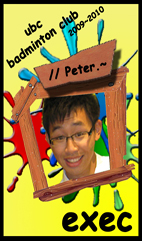 ubc
badminton club
2009~2010
// Peter.~
exec